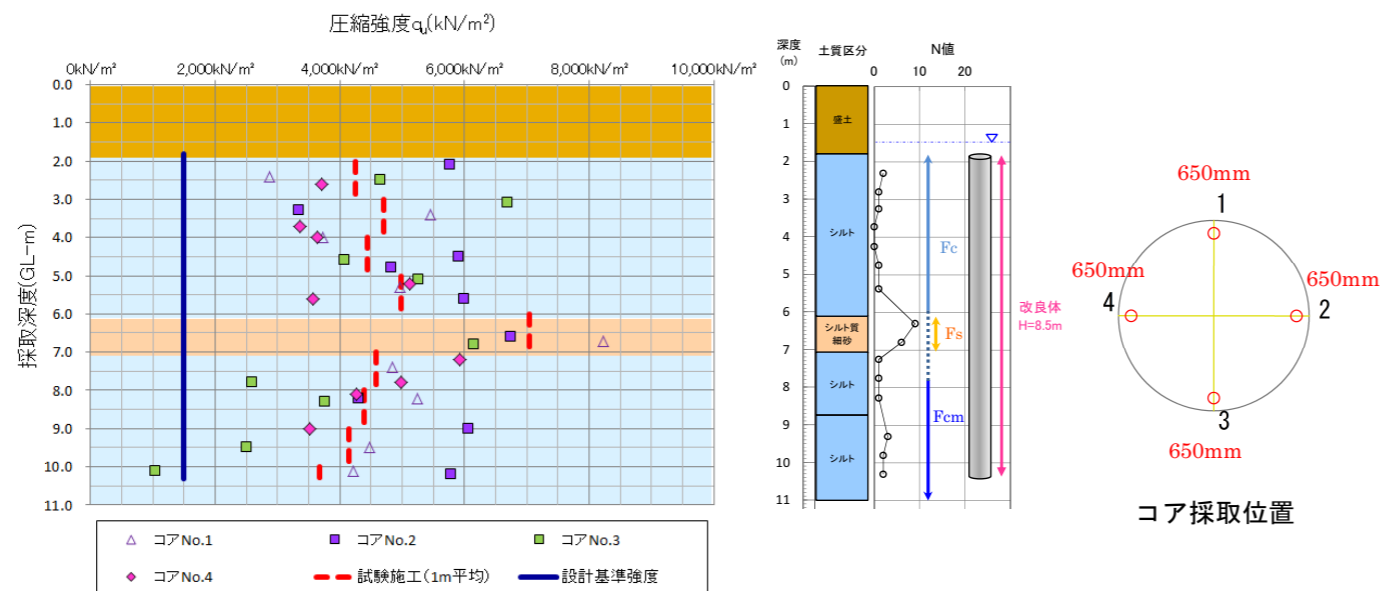 圧縮強度qu(kN/m²)
0kN/m² 2,000kN/m² 4,000kN/m² 6,000kN/m² 8,000kN/m² 10,000kN/m²
採取深度(GL-m)
0.0
1.0
2.0
3.0
4.0
5.0
6.0
7.0
8.0
9.0
10.0
11.0
コアNo.1 コアNo.2 コアNo.3
コアNo.4 試験施工(1m平均) 設計基準強度
深度 土質区分 N値
(m)
0 10 20
0
1
2
3
4
5
6
7
8
9
10
11
盛土
シルト
シルト質
細砂
シルト
シルト
Fc
Fs
Fcm
改良体
H=8.5m
650mm
1
650mm
4
650mm
2
3
650mm
コア採取位置